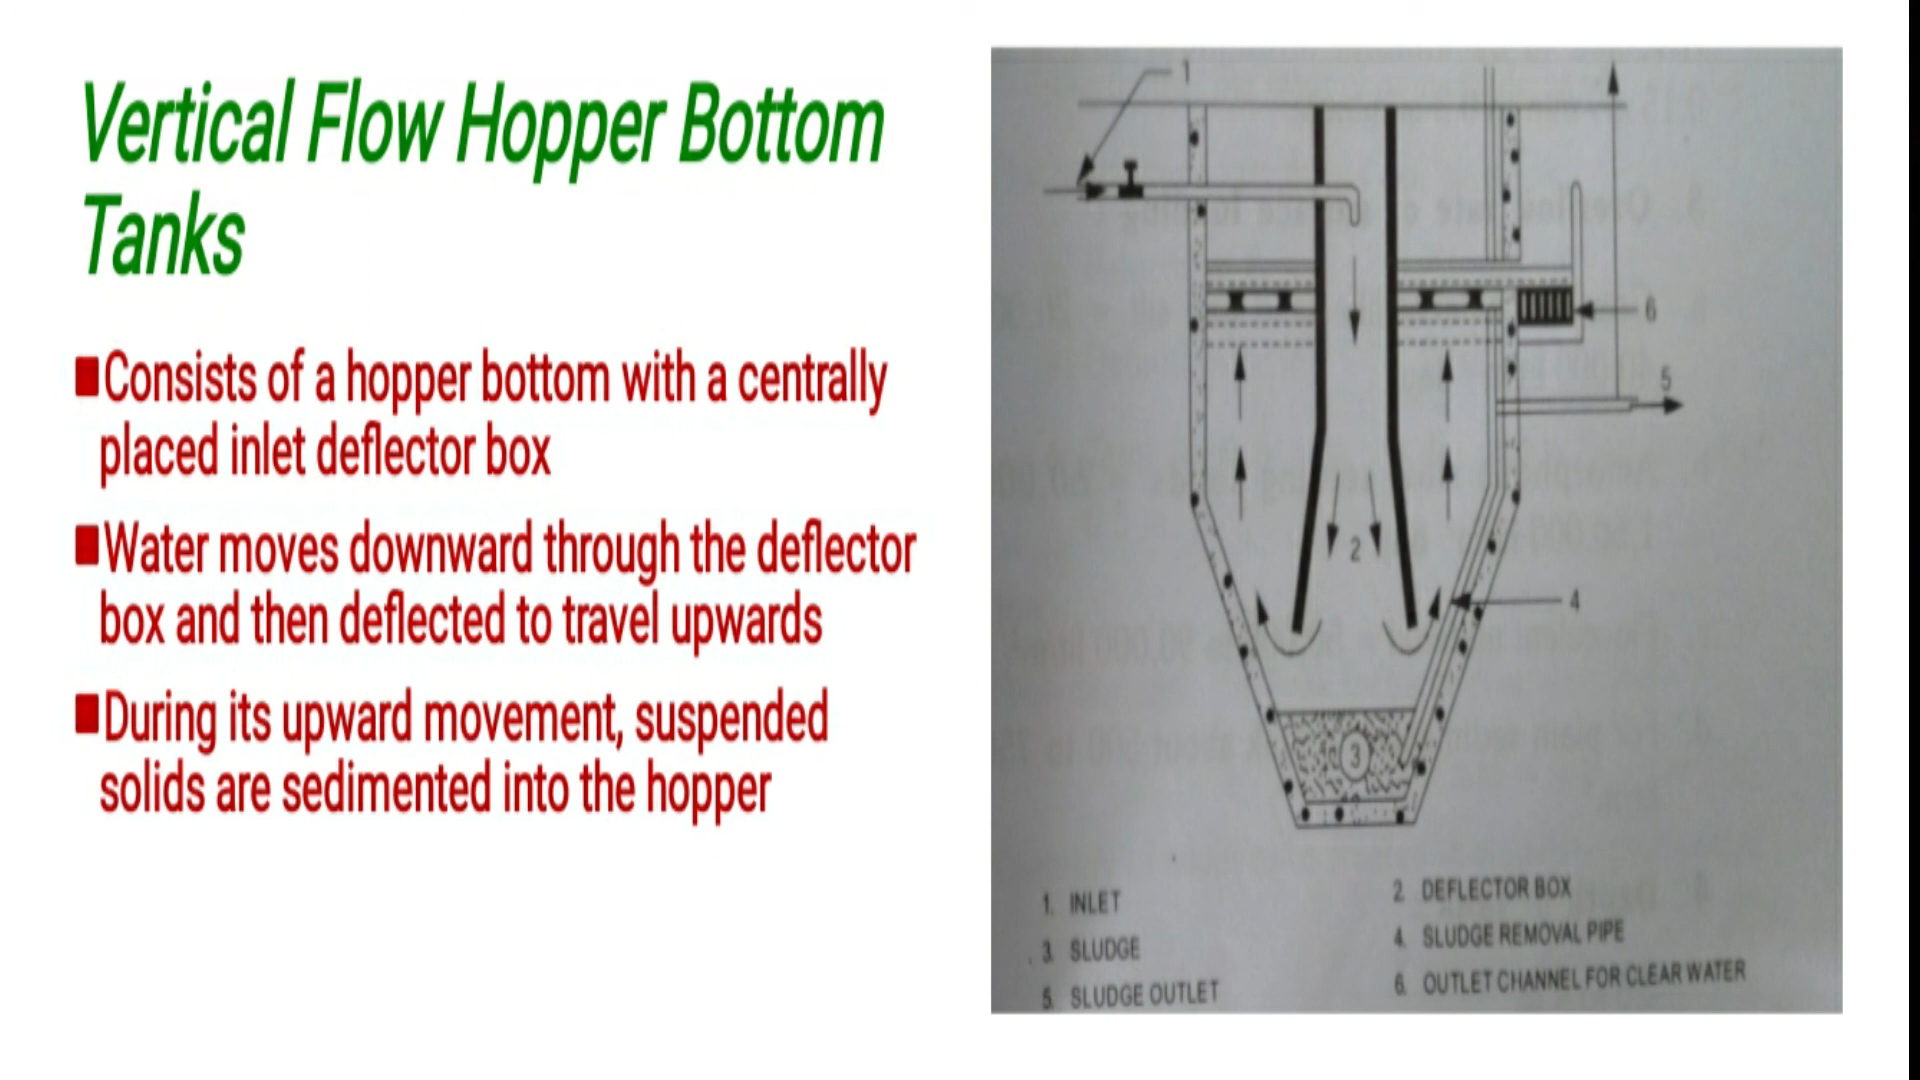 Vertical Flow Hopper Bottom
Tanks
■Consists of a hopper bottom with a centrally
placed inlet deflector box
■Water moves downward through the deflector
box and then deflected to travel upwards
■During its upward movement, suspended
solids are sedimented into the hopper
1
6
5
2
4
3
1. INLET
2 DEFLECTOR BOX
3 SLUDGE
4. SLUDGE REMOVAL PIPE
5. SLUDGE OUTLET
6. OUTLET CHANNEL FOR CLEAR WATER